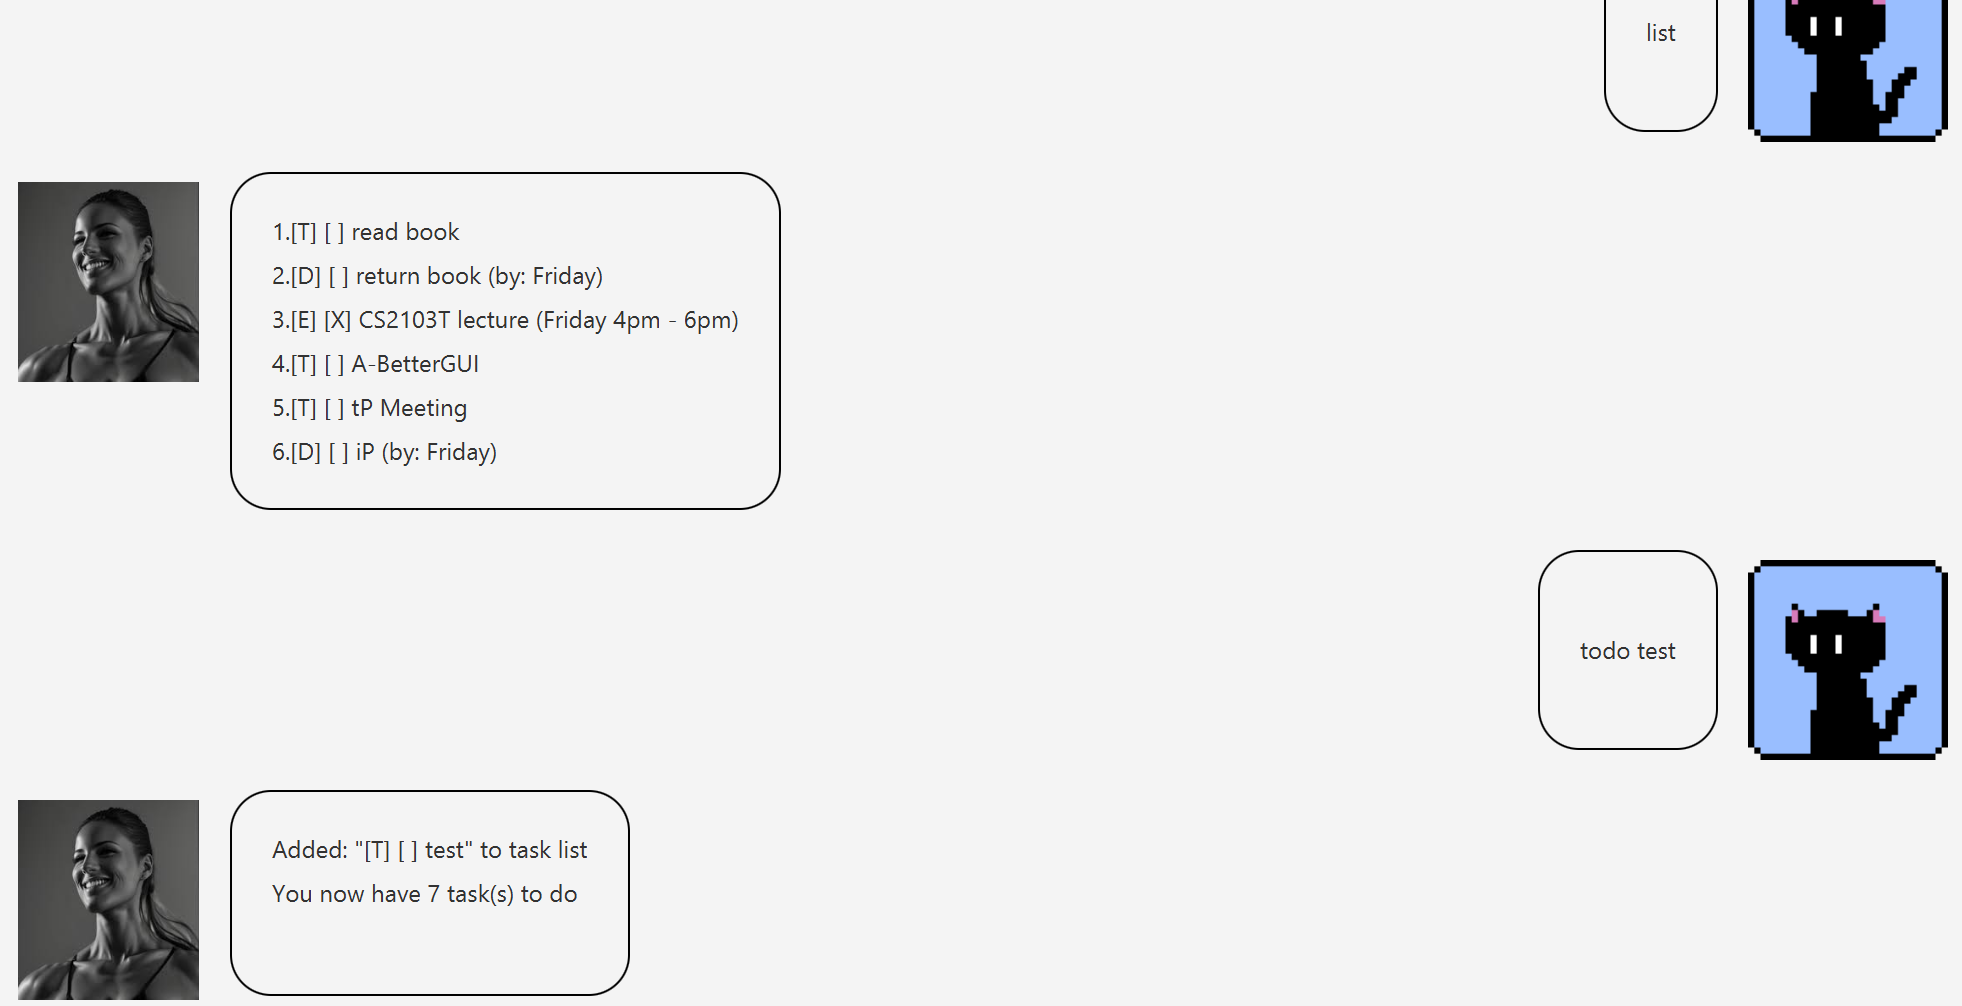 list
1.[T] [ ] read book
2.[D] [ ] return book (by: Friday)
3.[E] [X] CS2103T lecture (Friday 4pm - 6pm)
4.[T] [ ] A-BetterGUI
5.[T] [ ] tP Meeting
6.[D] [ ] iP (by: Friday)
todo test
Added: "[T] [ ] test" to task list
You now have 7 task(s) to do